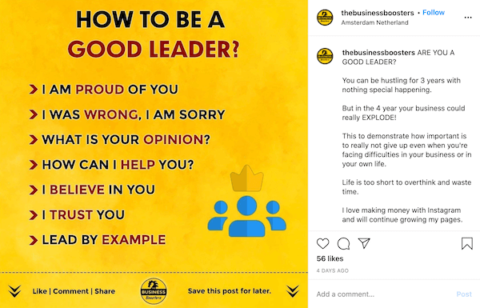 HOW TO BE A
GOOD LEADER?
I AM PROUD OF YOU
I WAS WRONG, I AM SORRY
WHAT IS YOUR OPINION?
HOW CAN I HELP YOU?
I BELIEVE IN YOU
I TRUST YOU
LEAD BY EXAMPLE
Like | Comment | Share
BUSINESS
Boosters
Save this post for later.
thebusinessboosters • Follow
Amsterdam Netherland
thebusinessboosters ARE YOU A
GOOD LEADER?
You can be hustling for 3 years with
nothing special happening.
But in the 4 year your business could
really EXPLODE!
This to demonstrate how important is
to really not give up even when you're
facing difficulties in your business or in
your own life.
Life is too short to overthink and waste
time.
I love making money with Instagram
and will continue growing my pages.
56 likes
4 DAYS AGO
Add a comment...
Post